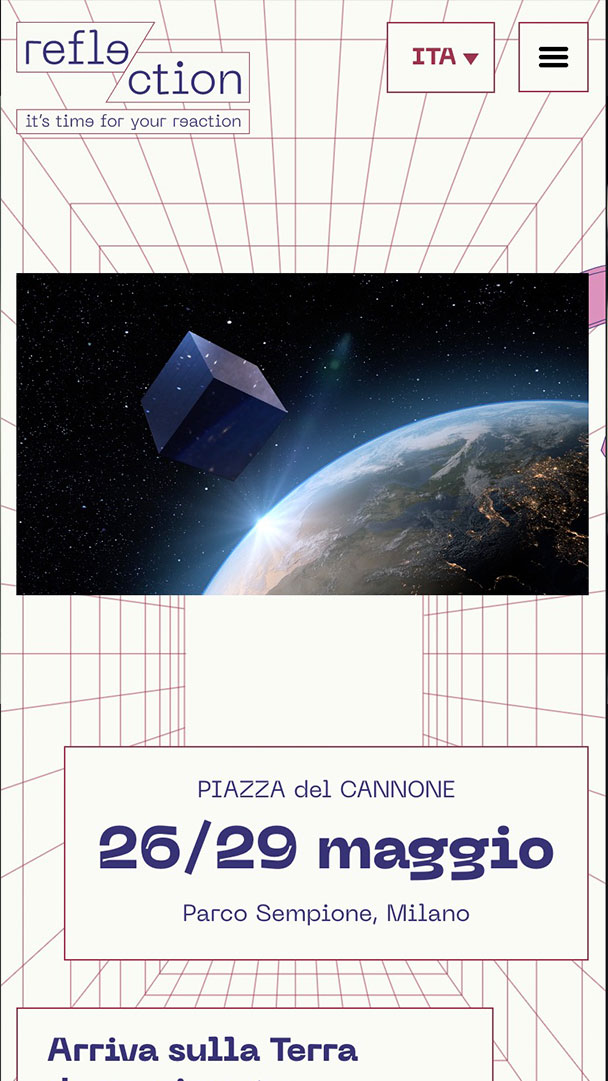 refle
ction
it's time for your reaction
ITA
PIAZZA del CANNONE
26/29 maggio
Parco Sempione, Milano
Arriva sulla Terra